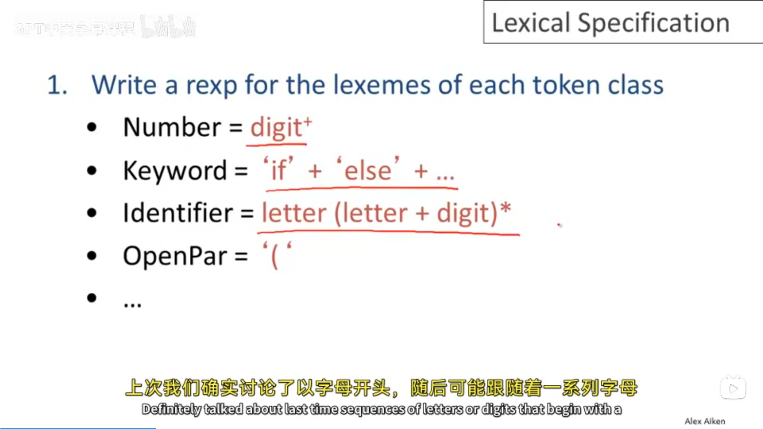 Lexical Specification
1. Write a rexp for the lexemes of each token class
• Number = digit⁺
• Keyword = ‘if’ + ‘else’ + …
• Identifier = letter (letter + digit)*
• OpenPar = ‘( ‘
• …
上次我们确实讨论了以字母开头，随后可能跟随着一系列字母
Definitely talked about last time sequences of letters or digits that begin with a
Alex Aiken